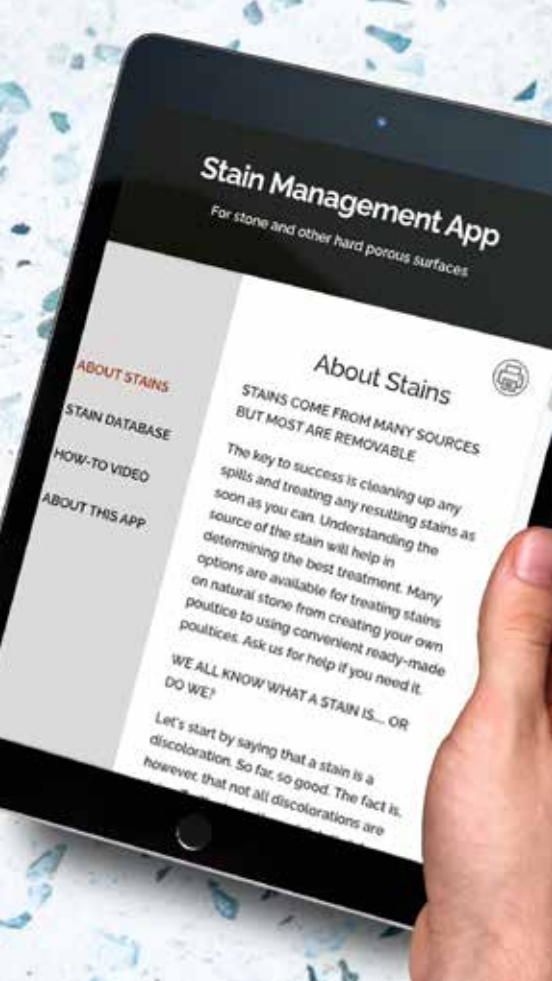 Stain Management App
For stone and other hard porous surfaces
ABOUT STAINS
STAIN DATABASE
HOW-TO VIDEO
ABOUT THIS APP
About Stains
STAINS COME FROM MANY SOURCES
BUT MOST ARE REMOVABLE
The key to success is cleaning up any
spills and treating any resulting stains as
soon as you can. Understanding the
source of the stain will help in
determining the best treatment. Many
options are available for treating stains
on natural stone from creating your own
poultice to using convenient ready-made
poultices. Ask us for help if you need it.
WE ALL KNOW WHAT A STAIN IS.... OR
DO WE?
Let's start by saying that a stain is a
discoloration. So far, so good. The fact is,
however, that not all discolorations are